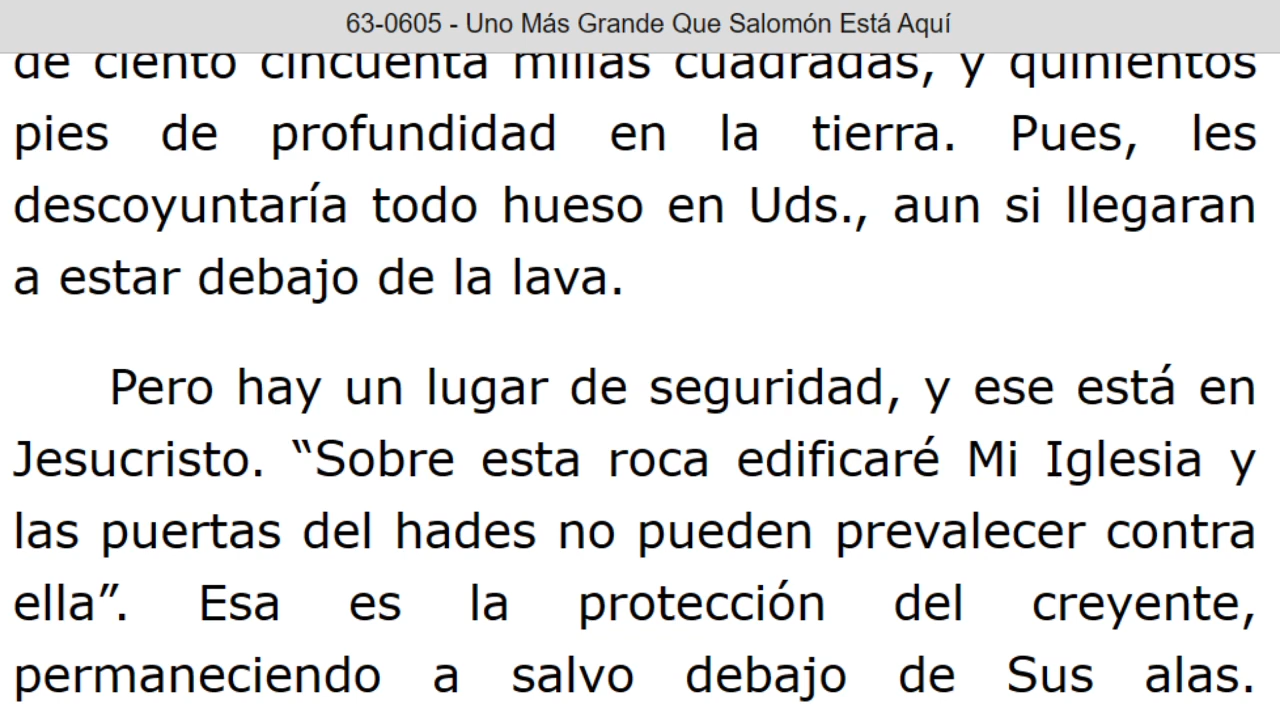 63-0605 - Uno Más Grande Que Salomón Está Aquí
de ciento cincuenta millas cuadradas, y quinientos
pies de profundidad en la tierra. Pues, les
descoyuntaría todo hueso en Uds., aun si llegaran
a estar debajo de la lava.
Pero hay un lugar de seguridad, y ese está en
Jesucristo. “Sobre esta roca edificaré Mi Iglesia y
las puertas del hades no pueden prevalecer contra
ella”. Esa es la protección del creyente,
permaneciendo a salvo debajo de Sus alas.